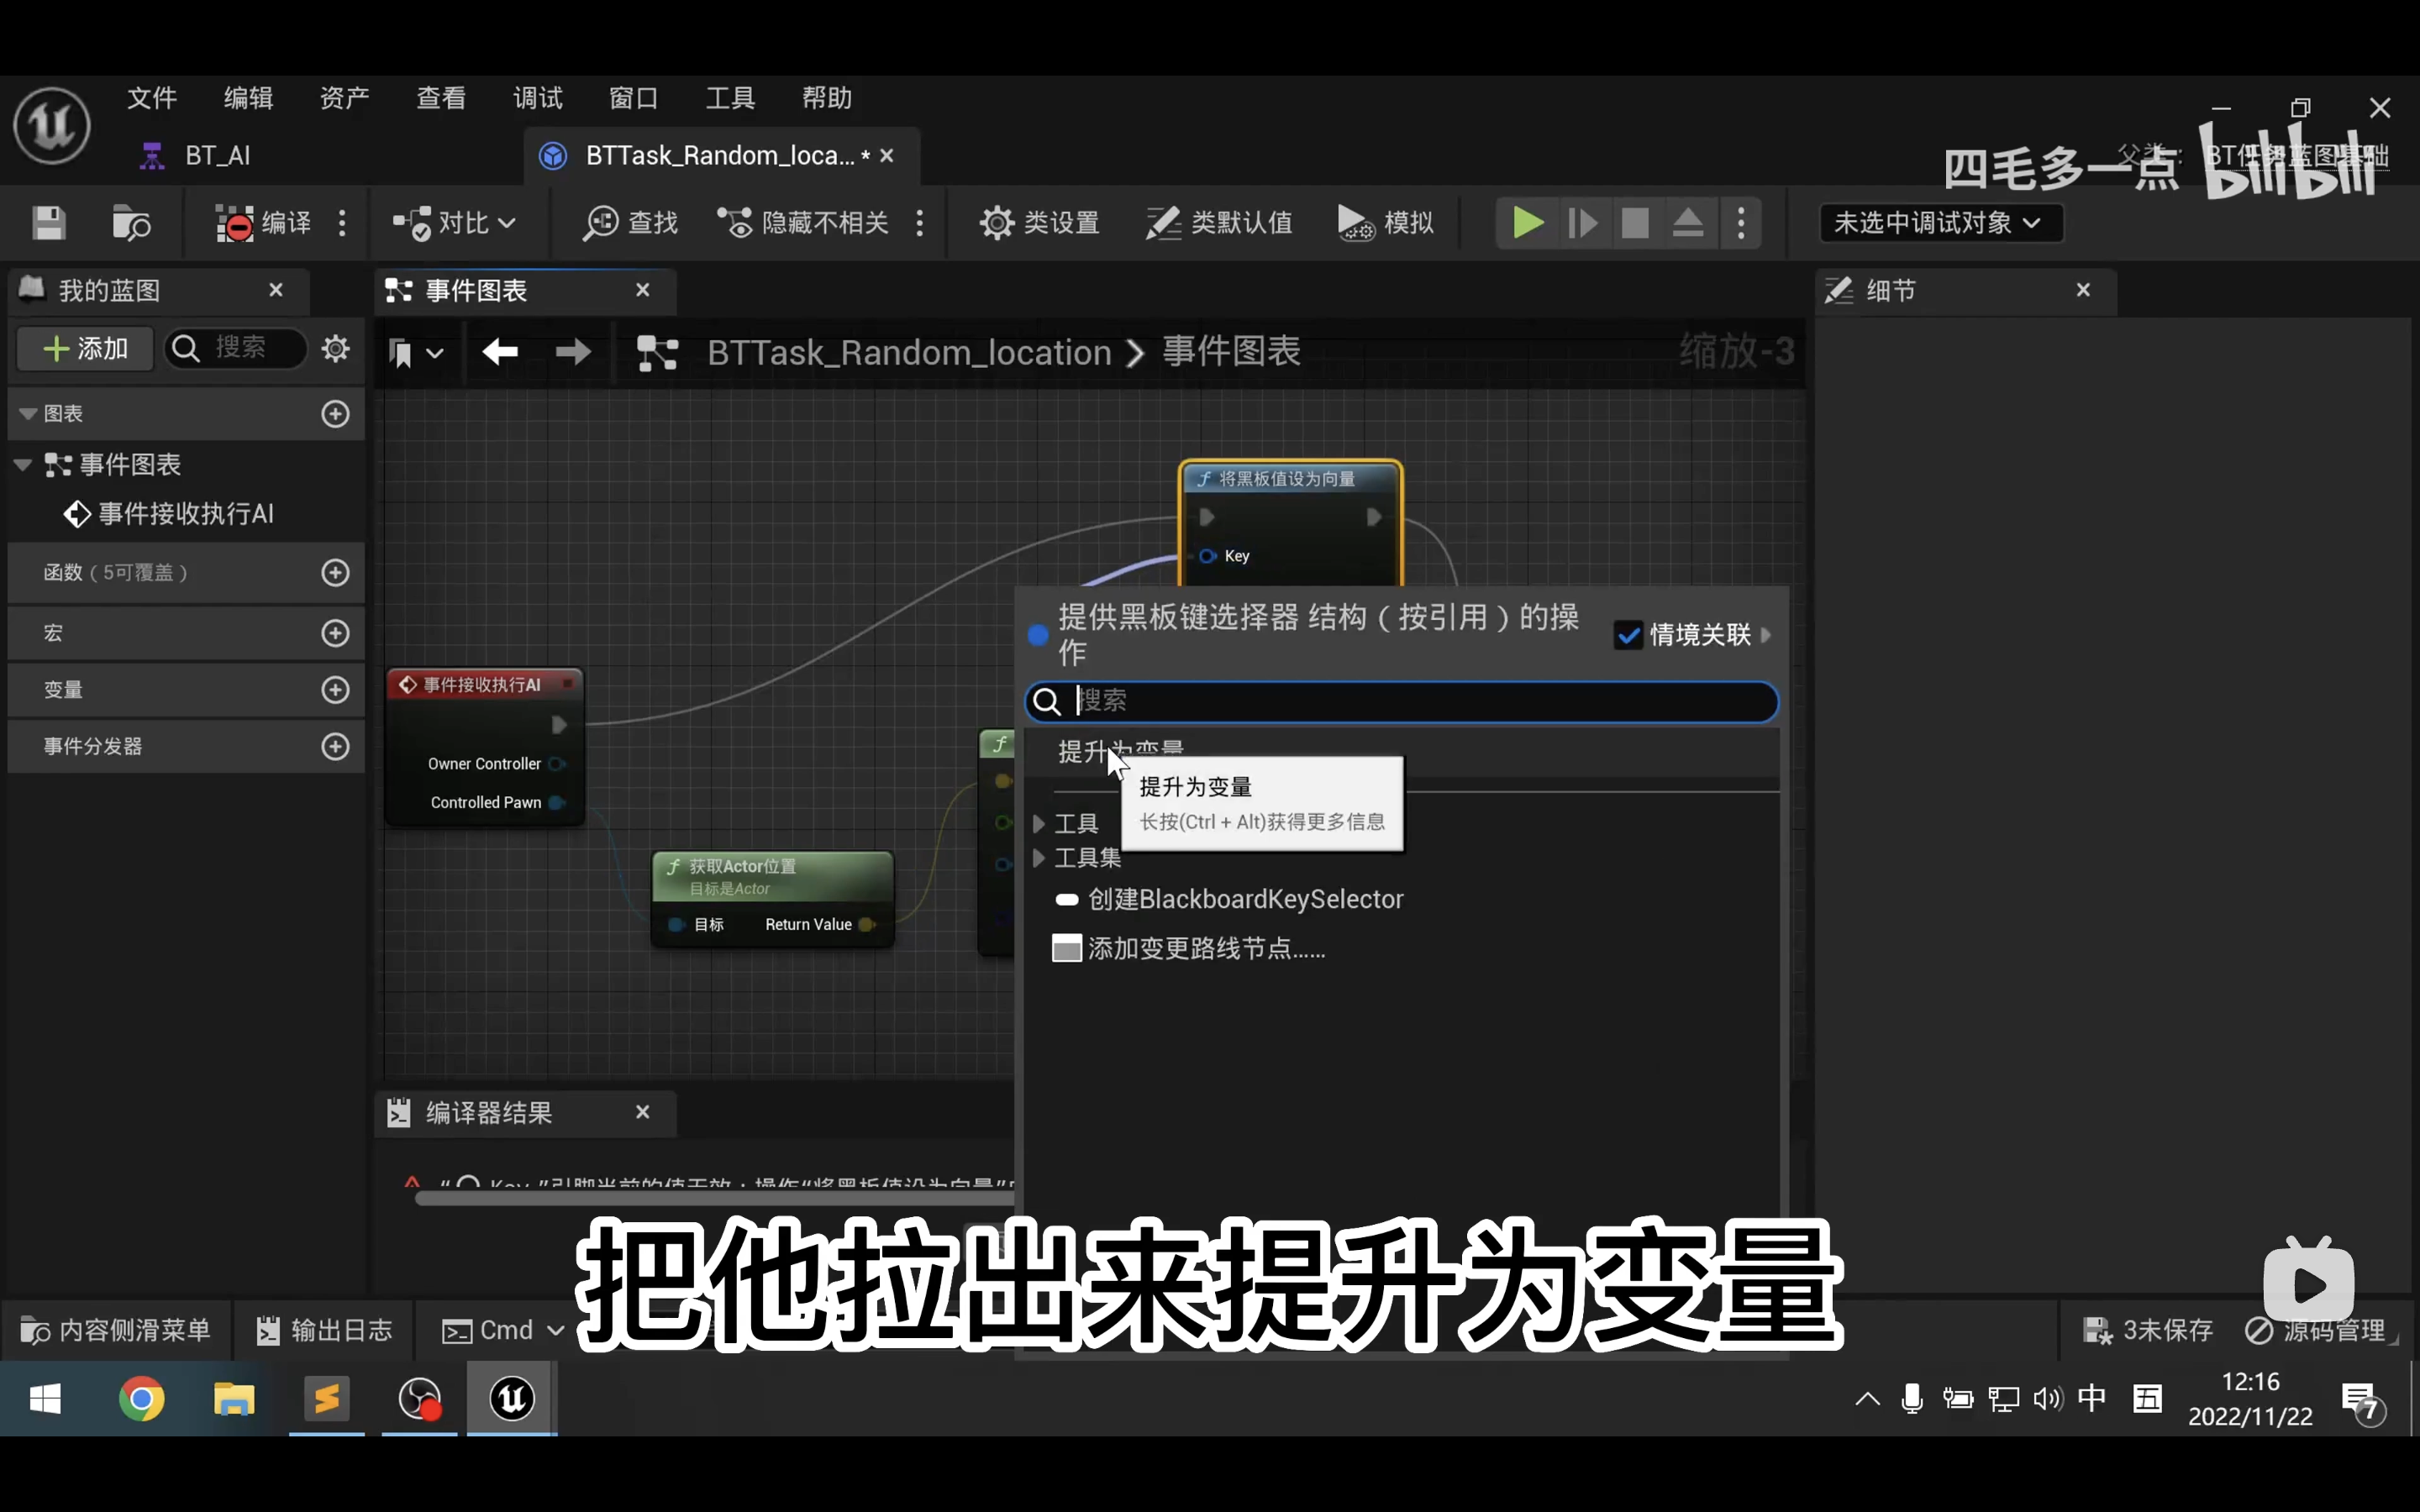 文件 编辑 资产 查看 调试 窗口 工具 帮助
BT_AI
BTTask_Random_loca... *
四毛多一点
bilibili
编译
对比
查找
隐藏不相关
类设置
类默认值
模拟
未选中调试对象
我的蓝图
事件图表
细节
添加
搜索
BTTask_Random_location
事件图表
缩放-3
图表
事件图表
事件接收执行AI
函数（5可覆盖）
宏
变量
事件分发器
将黑板值设为向量
Key
事件接收执行AI
Owner Controller
Controlled Pawn
获取Actor位置
目标是Actor
目标
Return Value
提供黑板键选择器 结构（按引用）的操
作
情境关联
搜索
提升为变量
提升为变量
长按(Ctrl + Alt)获得更多信息
工具
工具集
创建BlackboardKeySelector
添加变更路线节点……
编译器结果
把他拉出来提升为变量
内容侧滑菜单
输出日志
Cmd
3未保存
源码管理
中
五
12:16
2022/11/22
7